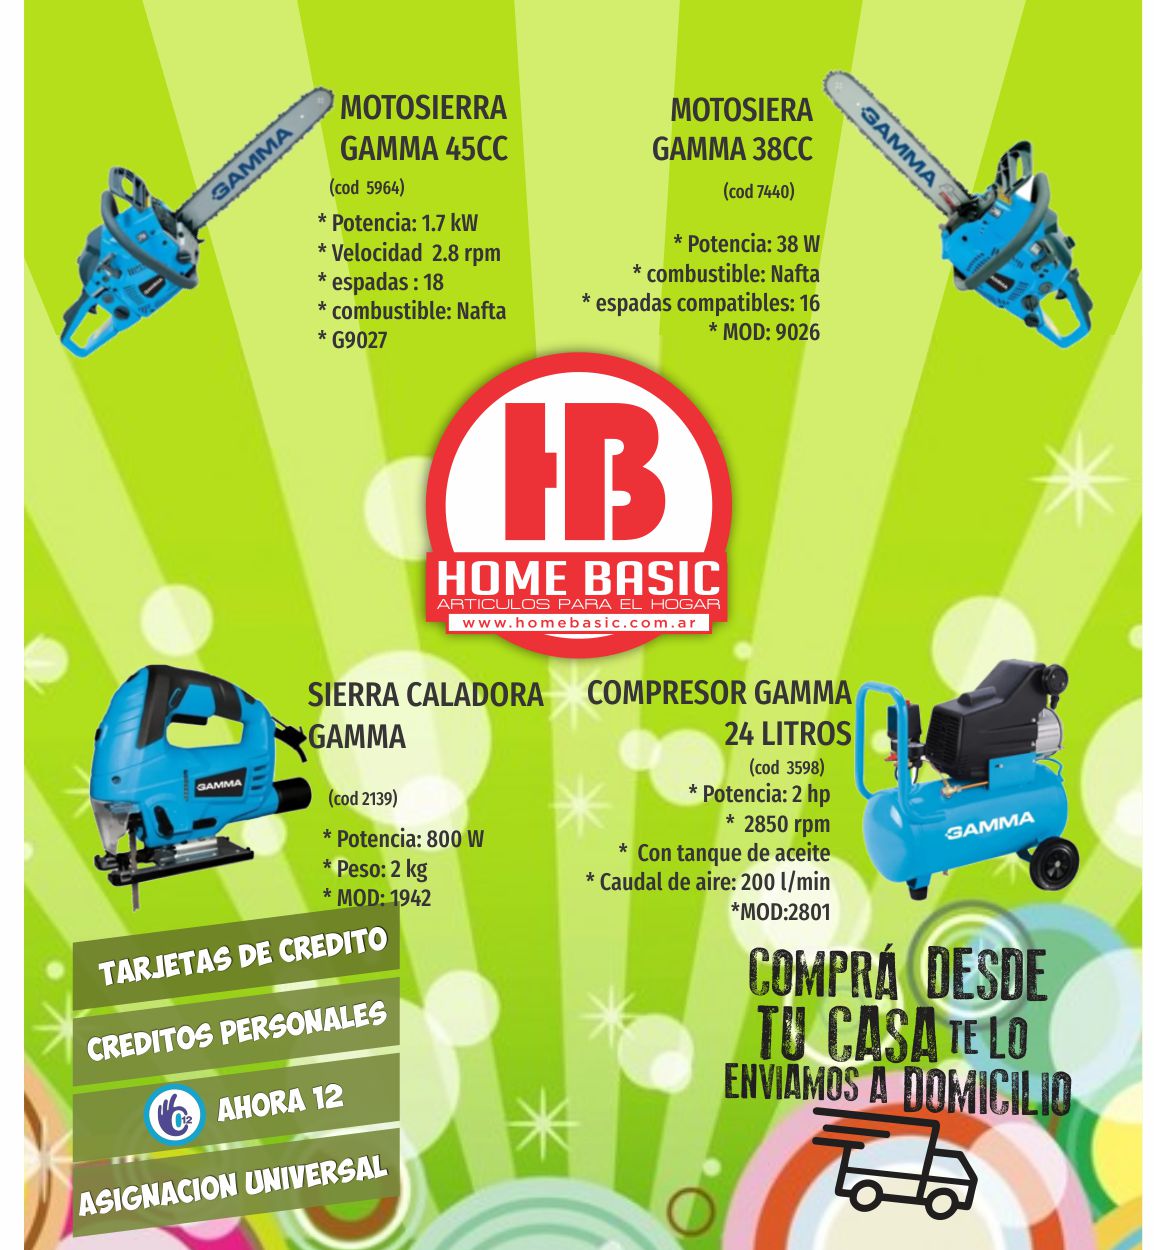 MOTOSIERRA
GAMMA 45CC
(cod 5964)
* Potencia: 1.7 kW
* Velocidad 2.8 rpm
* espadas : 18
* combustible: Nafta
* G9027
GAMMA
MOTOSIERA
GAMMA 38CC
(cod 7440)
* Potencia: 38 W
* combustible: Nafta
* espadas compatibles: 16
* MOD: 9026
GAMMA
HB
HOME BASIC
ARTICULOS PARA EL HOGAR
www.homebasic.com.ar
SIERRA CALADORA
GAMMA
(cod 2139)
* Potencia: 800 W
* Peso: 2 kg
* MOD: 1942
GAMMA
COMPRESOR GAMMA
24 LITROS
(cod 3598)
* Potencia: 2 hp
* 2850 rpm
* Con tanque de aceite
* Caudal de aire: 200 l/min
*MOD:2801
GAMMA
TARJETAS DE CREDITO
CREDITOS PERSONALES
12 AHORA 12
ASIGNACION UNIVERSAL
COMPRÁ DESDE
TU CASA TE LO
ENVIAMOS A DOMICILIO